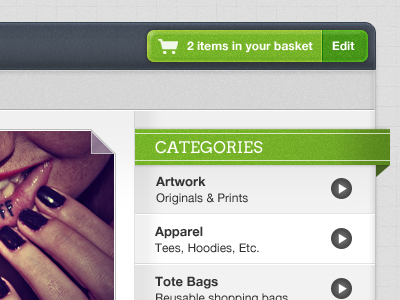 2 items in your basket Edit
CATEGORIES
Artwork
Originals & Prints
Apparel
Tees, Hoodies, Etc.
Tote Bags
Reusable shopping bags